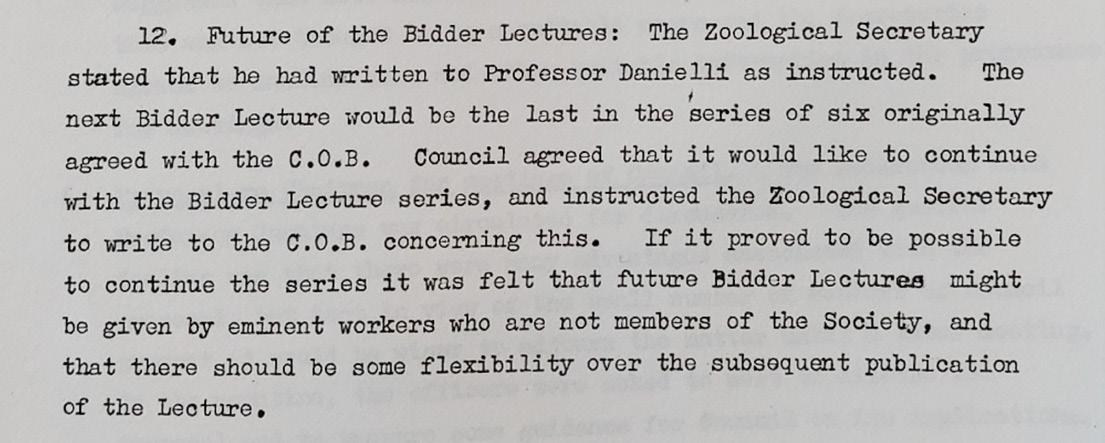 12. Future of the Bidder Lectures: The Zoological Secretary
stated that he had written to Professor Danielli as instructed. The
next Bidder Lecture would be the last in the series of six originally
agreed with the C.O.B. Council agreed that it would like to continue
with the Bidder Lecture series, and instructed the Zoological Secretary
to write to the C.O.B. concerning this. If it proved to be possible
to continue the series it was felt that future Bidder Lectures might
be given by eminent workers who are not members of the Society, and
that there should be some flexibility over the subsequent publication
of the Lecture.